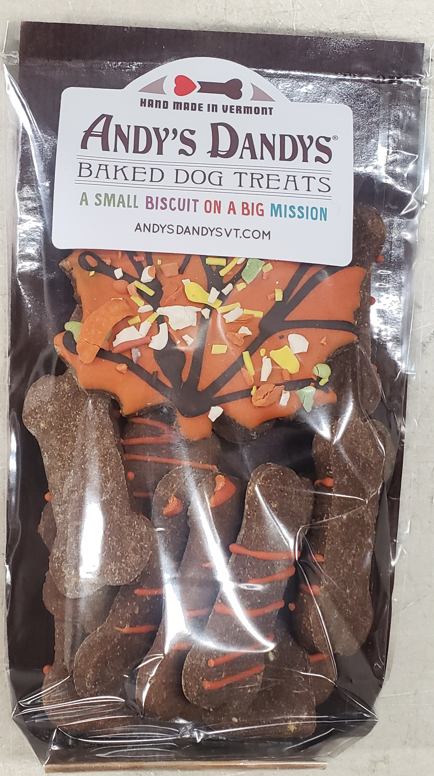 HAND MADE IN VERMONT
ANDY'S DANDYS®
BAKED DOG TREATS
A SMALL BISCUIT ON A BIG MISSION
ANDYSDANDYSVT.COM